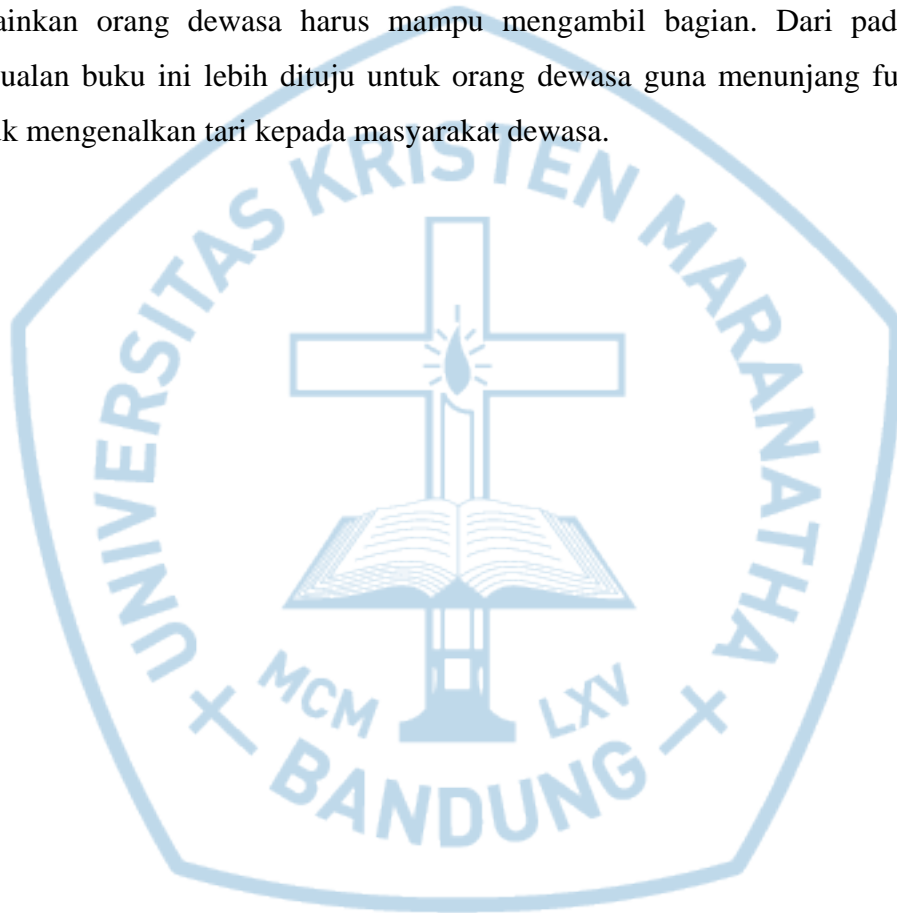 ainkan orang dewasa harus mampu mengambil bagian. Dari pad
ualan buku ini lebih dituju untuk orang dewasa guna menunjang fu
k mengenalkan tari kepada masyarakat dewasa.
UNIVERSITAS KRISTEN MARANATHA
MCM LXV
BANDUNG